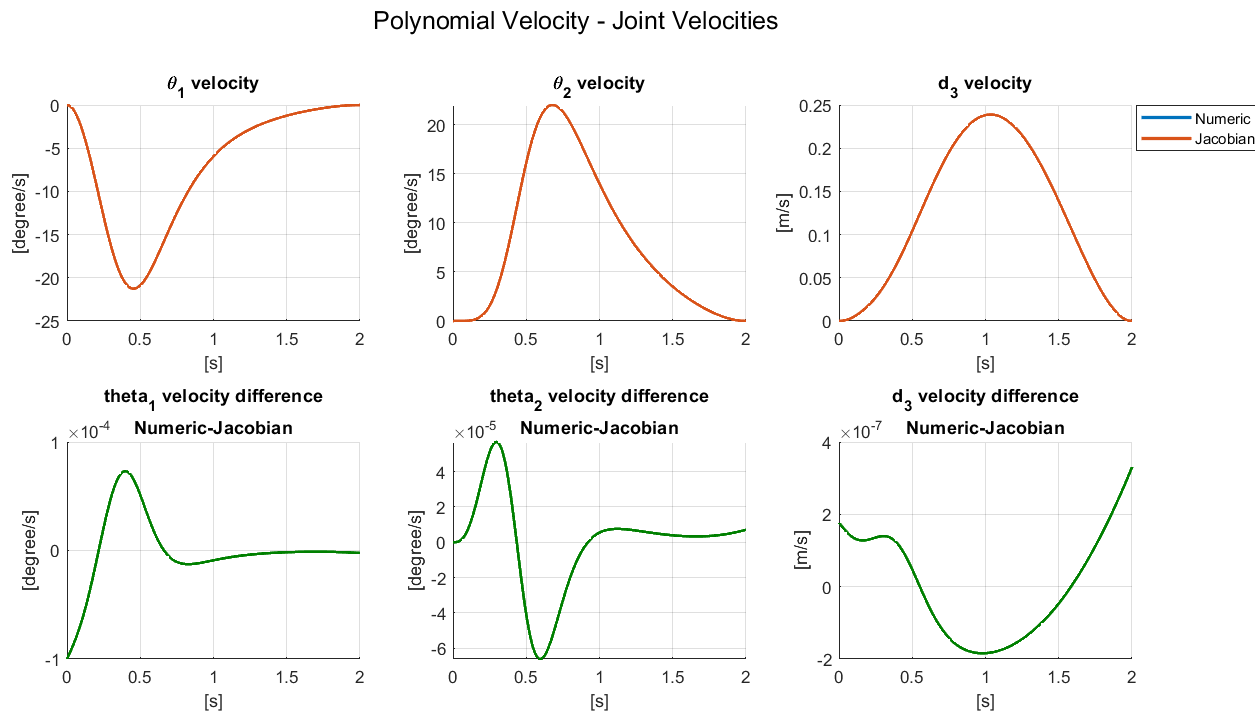 Polynomial Velocity - Joint Velocities
θ1 velocity
0
-5
-10
-15
-20
-25
[degree/s]
0 0.5 1 1.5 2
[s]
θ2 velocity
20
15
10
5
0
[degree/s]
0 0.5 1 1.5 2
[s]
d3 velocity
0.25
0.2
0.15
0.1
0.05
0
[m/s]
0 0.5 1 1.5 2
[s]
Numeric
Jacobian
theta1 velocity difference
Numeric-Jacobian
×10-4
1
0
-1
[degree/s]
0 0.5 1 1.5 2
[s]
theta2 velocity difference
Numeric-Jacobian
×10-5
4
2
0
-2
-4
-6
[degree/s]
0 0.5 1 1.5 2
[s]
d3 velocity difference
Numeric-Jacobian
×10-7
4
2
0
-2
[m/s]
0 0.5 1 1.5 2
[s]